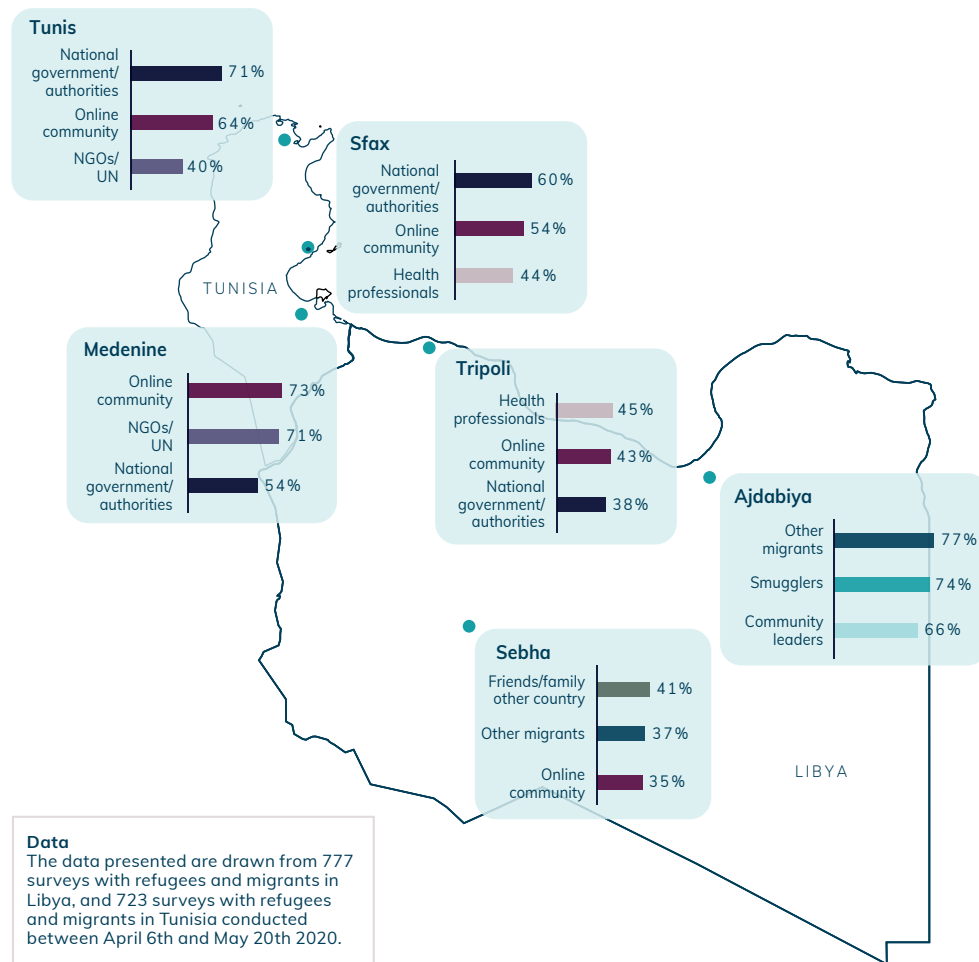 Tunis
National
government/
authorities
71%
Online
community
64%
NGOs/
UN
40%
Sfax
National
government/
authorities
60%
Online
community
54%
Health
professionals
44%
TUNISIA
Medenine
Online
community
73%
NGOs/
UN
71%
National
government/
authorities
54%
Tripoli
Health
professionals
45%
Online
community
43%
National
government/
authorities
38%
Ajdabiya
Other
migrants
77%
Smugglers
74%
Community
leaders
66%
Sebha
Friends/family
other country
41%
Other migrants
37%
Online
community
35%
LIBYA
Data
The data presented are drawn from 777
surveys with refugees and migrants in
Libya, and 723 surveys with refugees
and migrants in Tunisia conducted
between April 6th and May 20th 2020.